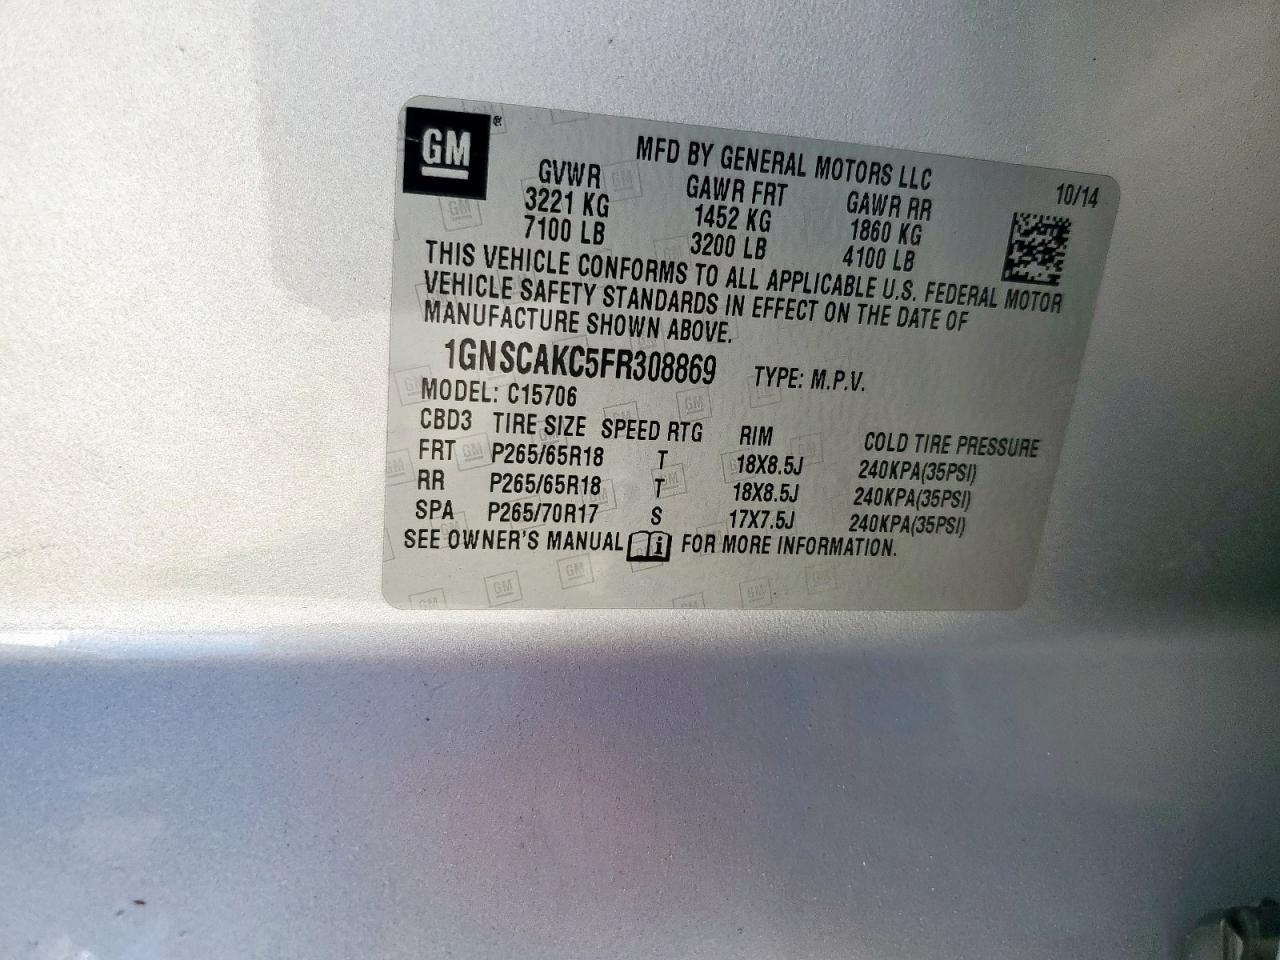 GM ®
MFD BY GENERAL MOTORS LLC
10/14
GVWR GAWR FRT GAWR RR
3221 KG 1452 KG 1860 KG
7100 LB 3200 LB 4100 LB
THIS VEHICLE CONFORMS TO ALL APPLICABLE U.S. FEDERAL MOTOR
VEHICLE SAFETY STANDARDS IN EFFECT ON THE DATE OF
MANUFACTURE SHOWN ABOVE.
1GNSCAKC5FR308869 TYPE: M.P.V.
MODEL: C15706
CBD3 TIRE SIZE SPEED RTG RIM COLD TIRE PRESSURE
FRT P265/65R18 T 18X8.5J 240KPA(35PSI)
RR P265/65R18 T 18X8.5J 240KPA(35PSI)
SPA P265/70R17 S 17X7.5J 240KPA(35PSI)
SEE OWNER'S MANUAL i FOR MORE INFORMATION.